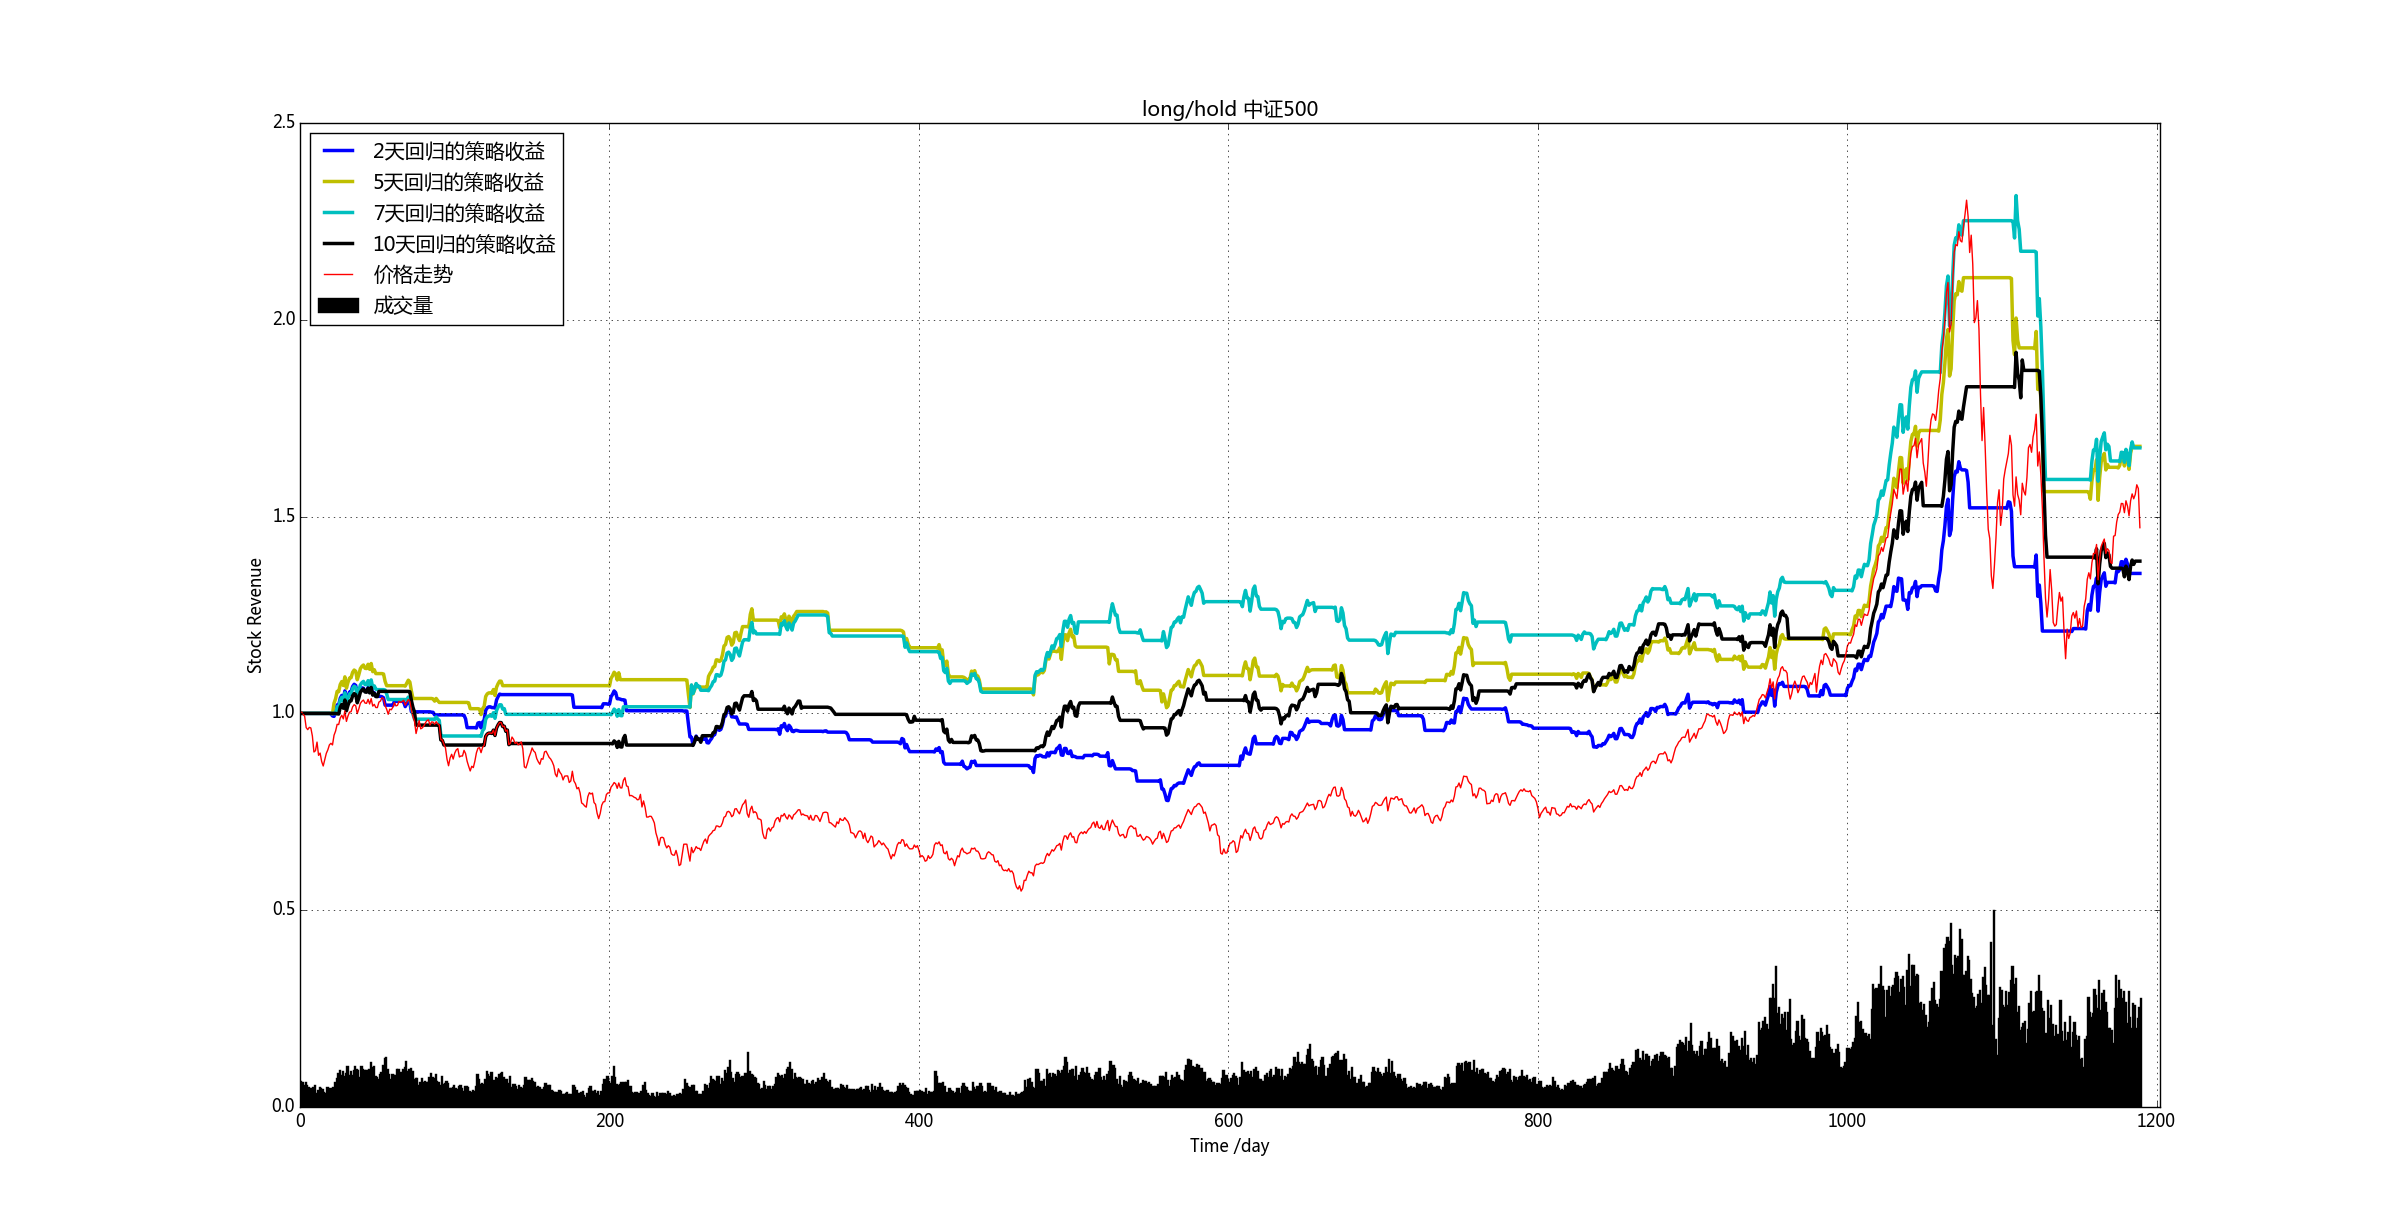 long/hold 中证500
2.5
2.0
1.5
1.0
0.5
0.0
2天回归的策略收益
5天回归的策略收益
7天回归的策略收益
10天回归的策略收益
价格走势
成交量
Stock Revenue
0
200
400
600
800
1000
1200
Time /day